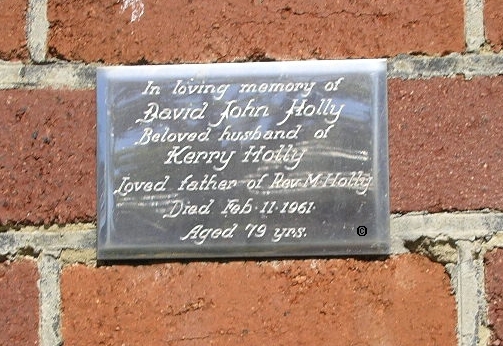 In loving memory of
David John Holly
Beloved husband of
Kerry Holly
Loved father of Rev. M. Holly
Died Feb. 11. 1961
Aged 79 yrs.
©